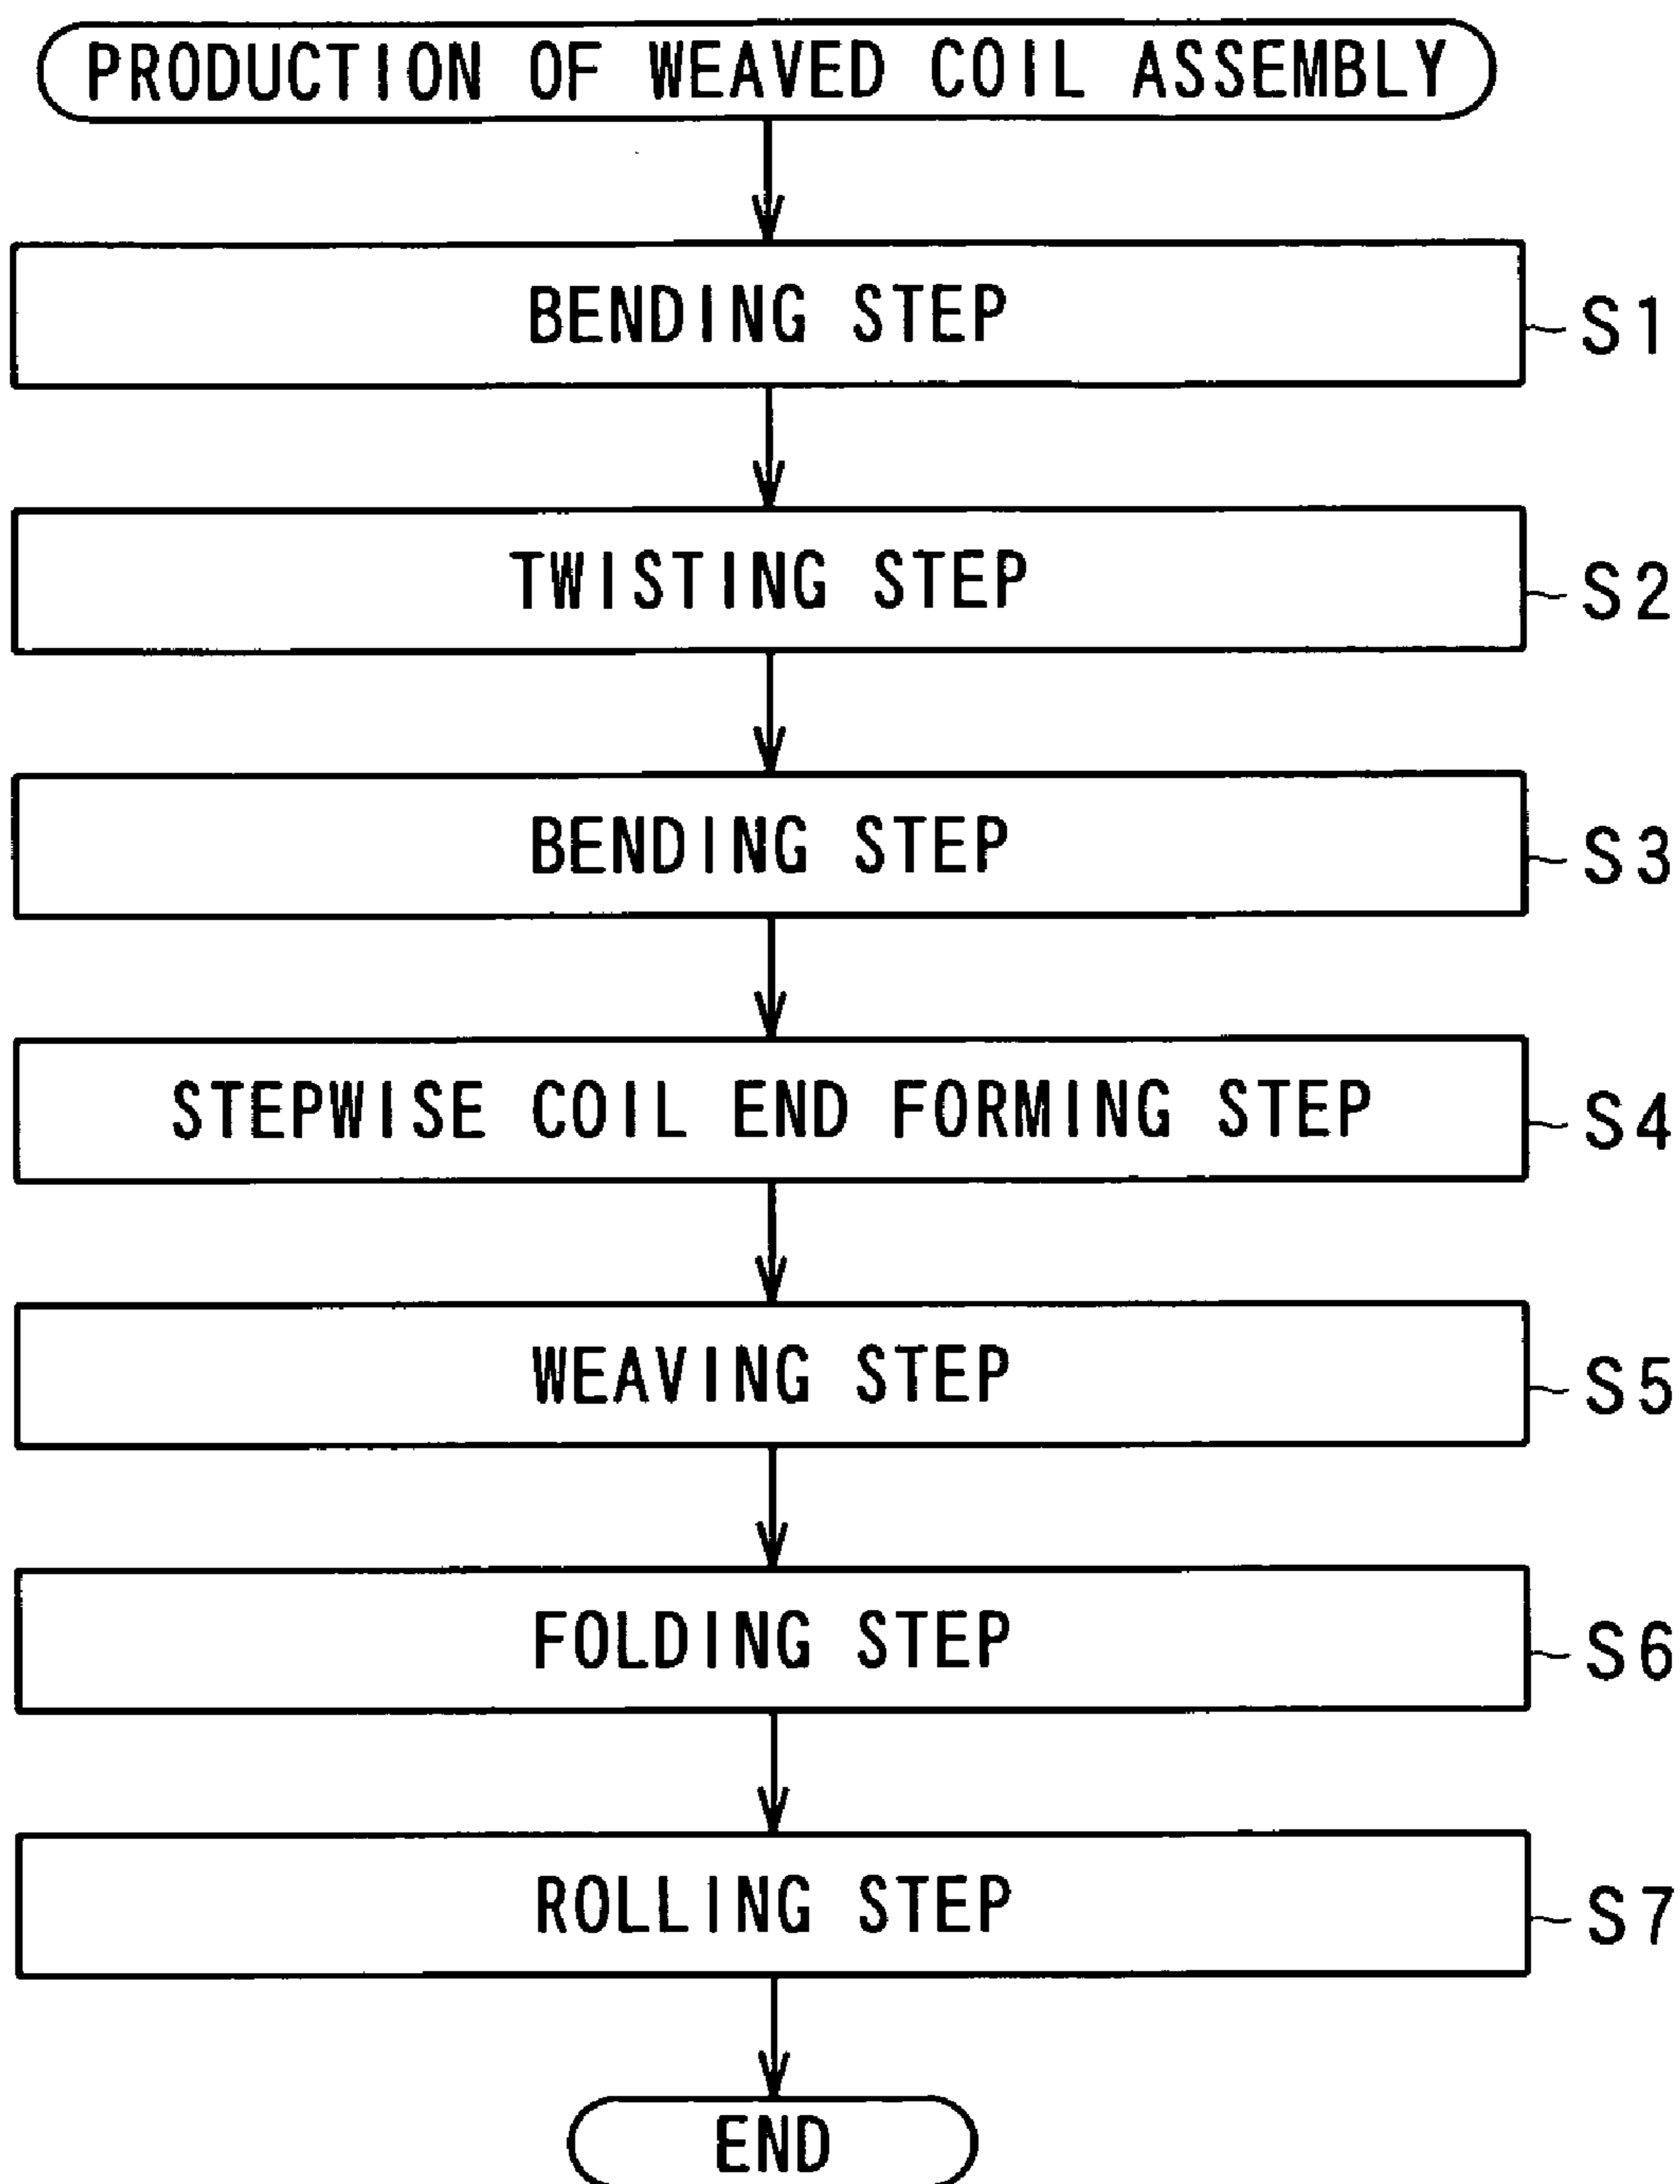 PRODUCTION OF WEAVED COIL ASSEMBLY
BENDING STEP
S1
TWISTING STEP
S2
BENDING STEP
S3
STEPWISE COIL END FORMING STEP
S4
WEAVING STEP
S5
FOLDING STEP
S6
ROLLING STEP
S7
END